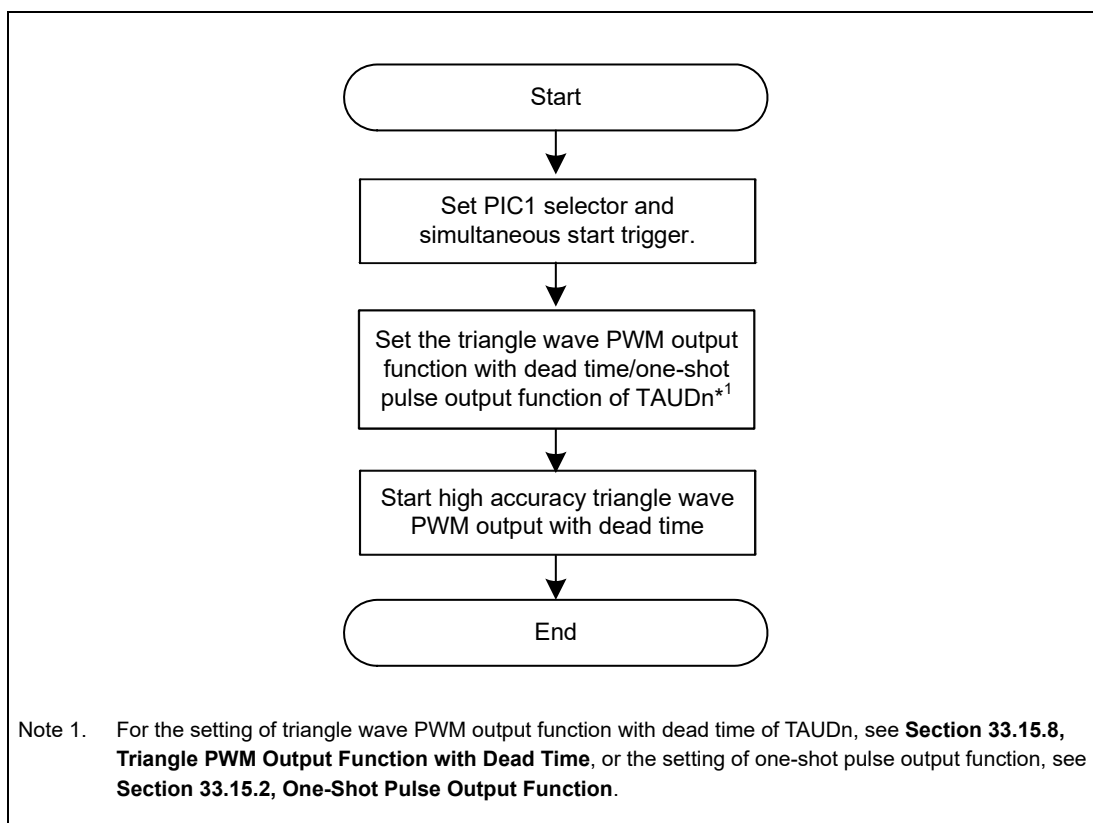 Start
Set PIC1 selector and
simultaneous start trigger.
Set the triangle wave PWM output
function with dead time/one-shot
pulse output function of TAUDn*1
Start high accuracy triangle wave
PWM output with dead time
End
Note 1. For the setting of triangle wave PWM output function with dead time of TAUDn, see Section 33.15.8,
Triangle PWM Output Function with Dead Time, or the setting of one-shot pulse output function, see
Section 33.15.2, One-Shot Pulse Output Function.